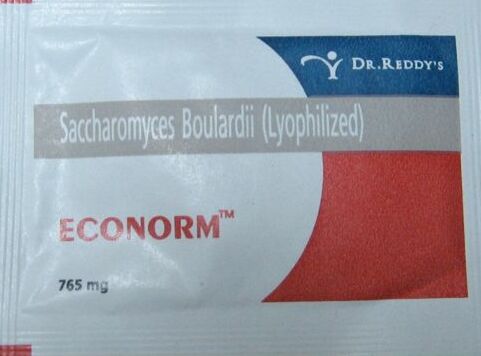 DR.REDDY'S
Saccharomyces Boulardii (Lyophilized)
ECONORM™
765 mg